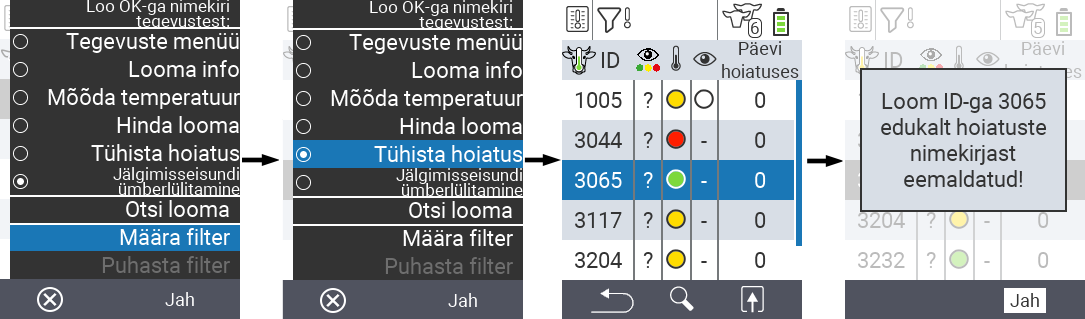 Loo OK-ga nimekiri
tegevustest:
Tegevuste menüü
Looma info
Mõõda temperatuur
Hinda looma
Tühista hoiatus
Jälgimisseisundi
ümberlülitamine
Otsi looma
Määra filter
Puhasta filter
Jah
Loo OK-ga nimekiri
tegevustest:
Tegevuste menüü
Looma info
Mõõda temperatuur
Hinda looma
Tühista hoiatus
Jälgimisseisundi
ümberlülitamine
Otsi looma
Määra filter
Puhasta filter
Jah
6
ID Päevi
hoiatuses
1005 ? 0
3044 ? - 0
3065 ? - 0
3117 ? - 0
3204 ? - 0
5
ID Päevi
hoiatuses
Loom ID-ga 3065
edukalt hoiatuste
nimekirjast
eemaldatud!
3204 ? - 0
3232 ? - 0
Jah